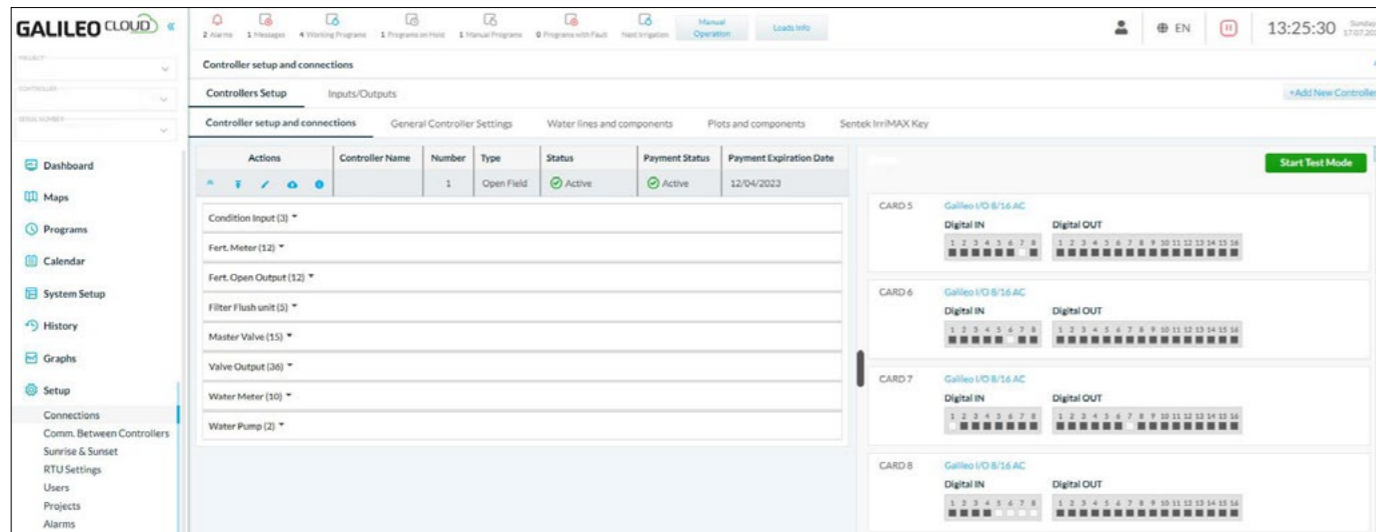 GALILEO CLOUD «
2 Alarms 1 Messages 4 Working Programs 1 Programs on Hold 1 Manual Programs 0 Programs with Fault Next Irrigation Manual Operation Loads Info
EN 13:25:30 Sunday
PROJECT
CONTROLLER
SERIAL NUMBER
Controller setup and connections
Controllers Setup Inputs/Outputs +Add New Controller
Controller setup and connections General Controller Settings Water lines and components Plots and components Sentek IrriMAX Key
Dashboard
Maps
Programs
Calendar
System Setup
History
Graphs
Setup
Connections
Comm. Between Controllers
Sunrise & Sunset
RTU Settings
Users
Projects
Alarms
Actions Controller Name Number Type Status Payment Status Payment Expiration Date
1 Open Field Active Active 12/04/2023
Condition Input (3)
Fert. Meter (12)
Fert. Open Output (12)
Filter Flush unit (5)
Master Valve (15)
Valve Output (36)
Water Meter (10)
Water Pump (2)
Start Test Mode
CARD 5 Galileo I/O 8/16 AC
Digital IN Digital OUT
1 2 3 4 5 6 7 8 1 2 3 4 5 6 7 8 9 10 11 12 13 14 15 16
CARD 6 Galileo I/O 8/16 AC
Digital IN Digital OUT
1 2 3 4 5 6 7 8 1 2 3 4 5 6 7 8 9 10 11 12 13 14 15 16
CARD 7 Galileo I/O 8/16 AC
Digital IN Digital OUT
1 2 3 4 5 6 7 8 1 2 3 4 5 6 7 8 9 10 11 12 13 14 15 16
CARD 8 Galileo I/O 8/16 AC
Digital IN Digital OUT
1 2 3 4 5 6 7 8 1 2 3 4 5 6 7 8 9 10 11 12 13 14 15 16